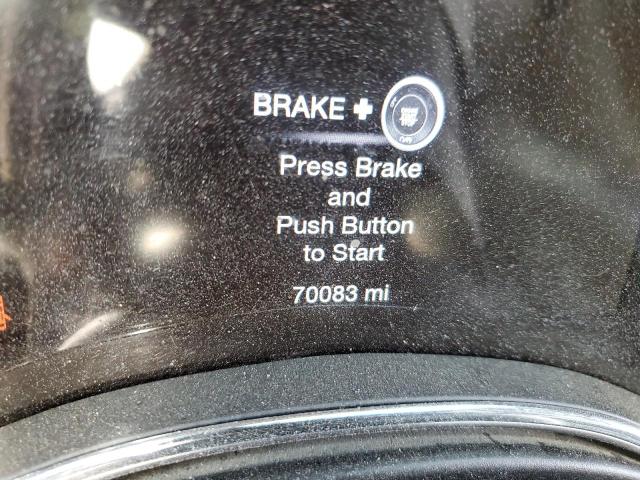 BRAKE +
Press Brake
and
Push Button
to Start
70083 mi